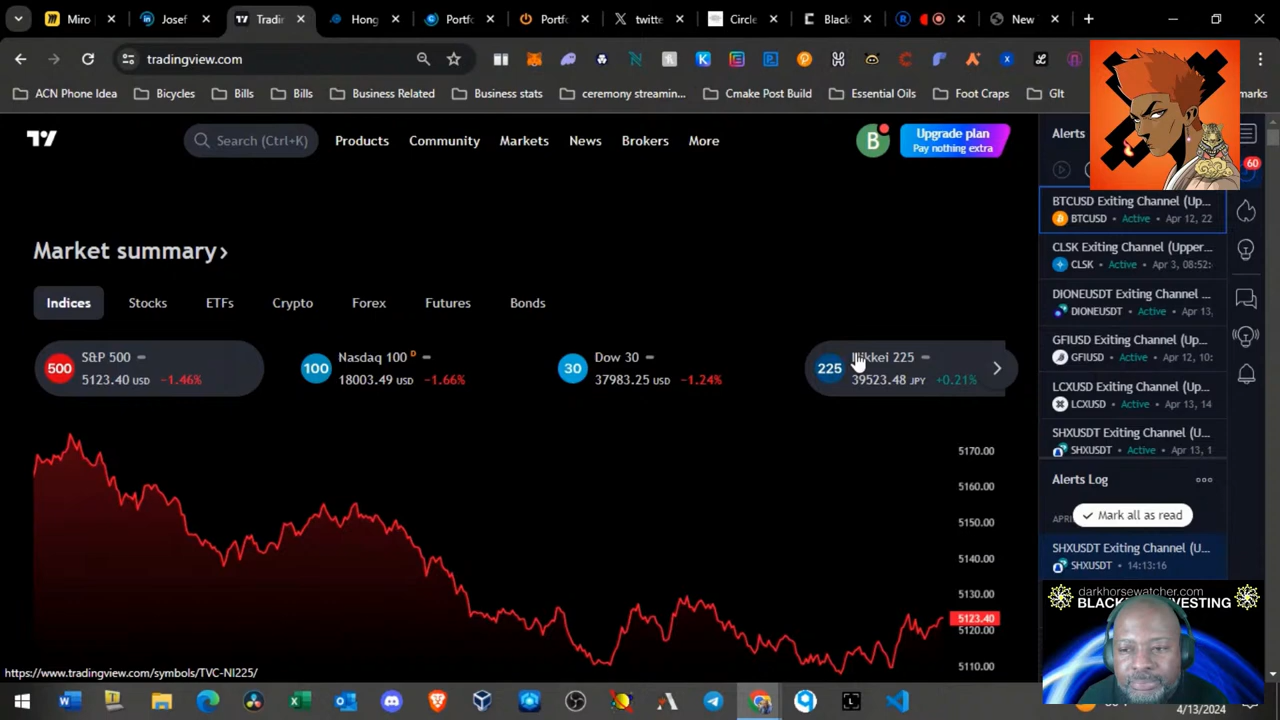 Miro
Josef
Tradin
Hong
Portfo
Portfo
twitte
Circle
Black
New
tradingview.com
ACN Phone Idea
Bicycles
Bills
Bills
Business Related
Business stats
ceremony streamin...
Cmake Post Build
Essential Oils
Foot Craps
GIt
marks
Search (Ctrl+K)
Products
Community
Markets
News
Brokers
More
B
Upgrade plan
Pay nothing extra
Alerts
60
Market summary
Indices
Stocks
ETFs
Crypto
Forex
Futures
Bonds
500 S&P 500
5123.40 USD -1.46%
100 Nasdaq 100 D
18003.49 USD -1.66%
30 Dow 30
37983.25 USD -1.24%
225 Nikkei 225
39523.48 JPY +0.21%
5170.00
5160.00
5150.00
5140.00
5130.00
5123.40
5120.00
5110.00
BTCUSD Exiting Channel (Up...
BTCUSD • Active • Apr 12, 22
CLSK Exiting Channel (Upper...
CLSK • Active • Apr 3, 08:52:
DIONEUSDT Exiting Channel ...
DIONEUSDT • Active • Apr 13,
GFIUSD Exiting Channel (Upp...
GFIUSD • Active • Apr 12, 10:
LCXUSD Exiting Channel (Upp...
LCXUSD • Active • Apr 13, 14
SHXUSDT Exiting Channel (U...
SHXUSDT • Active • Apr 13, 1
Alerts Log
APRI
Mark all as read
SHXUSDT Exiting Channel (U...
SHXUSDT • 14:13:16
darkhorsewatcher.com
https://www.tradingview.com/symbols/TVC-NI225/
4/13/2024